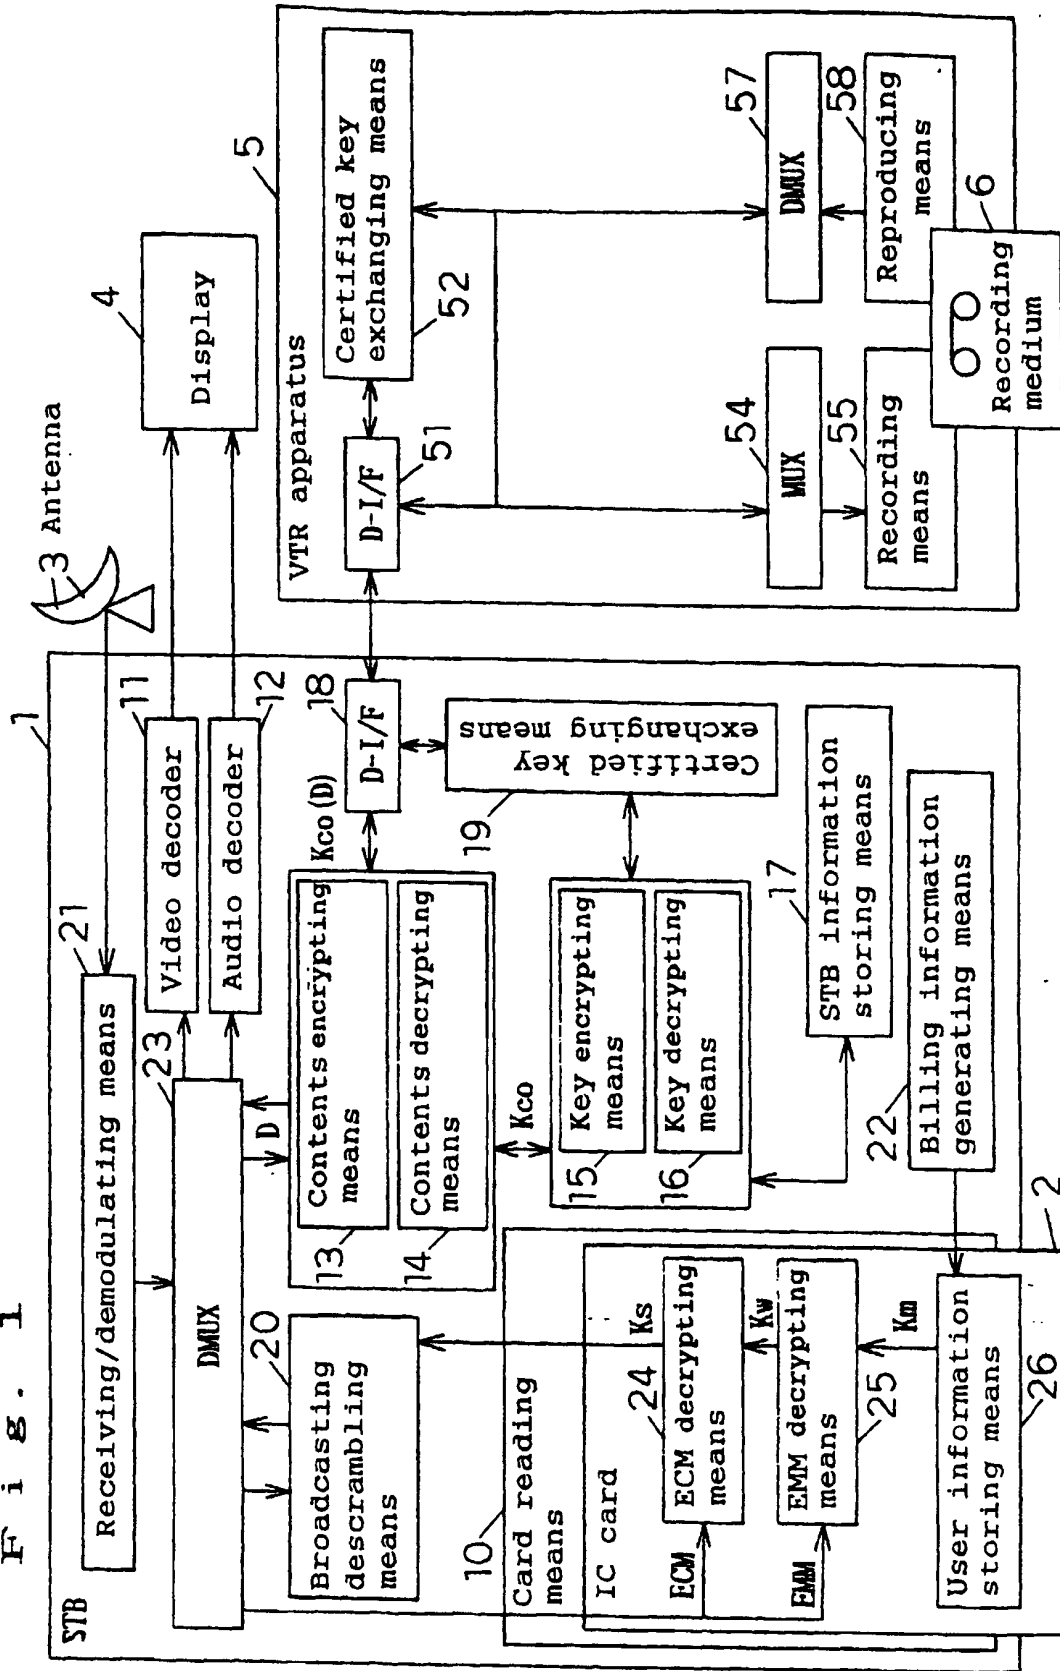 Fig. 1
STB
1
Receiving/demodulating means
21
3 Antenna
DMUX
23
Video decoder
11
Audio decoder
12
4
Display
D
Broadcasting
descrambling
means
20
Contents encrypting
means
13
Contents decrypting
means
14
Kco(D)
D-I/F
18
Certified key
exchanging means
19
Kco
Key encrypting
means
15
Key decrypting
means
16
17
STB information
storing means
22
Billing information
generating means
10
Card reading
means
IC card
2
ECM
Ks
ECM decrypting
means
24
Kw
EMM
EMM decrypting
means
25
Km
User information
storing means
26
5
VTR apparatus
D-I/F
51
Certified key
exchanging means
52
MUX
54
Recording
means
55
DMUX
57
Reproducing
means
58
Recording
medium
6